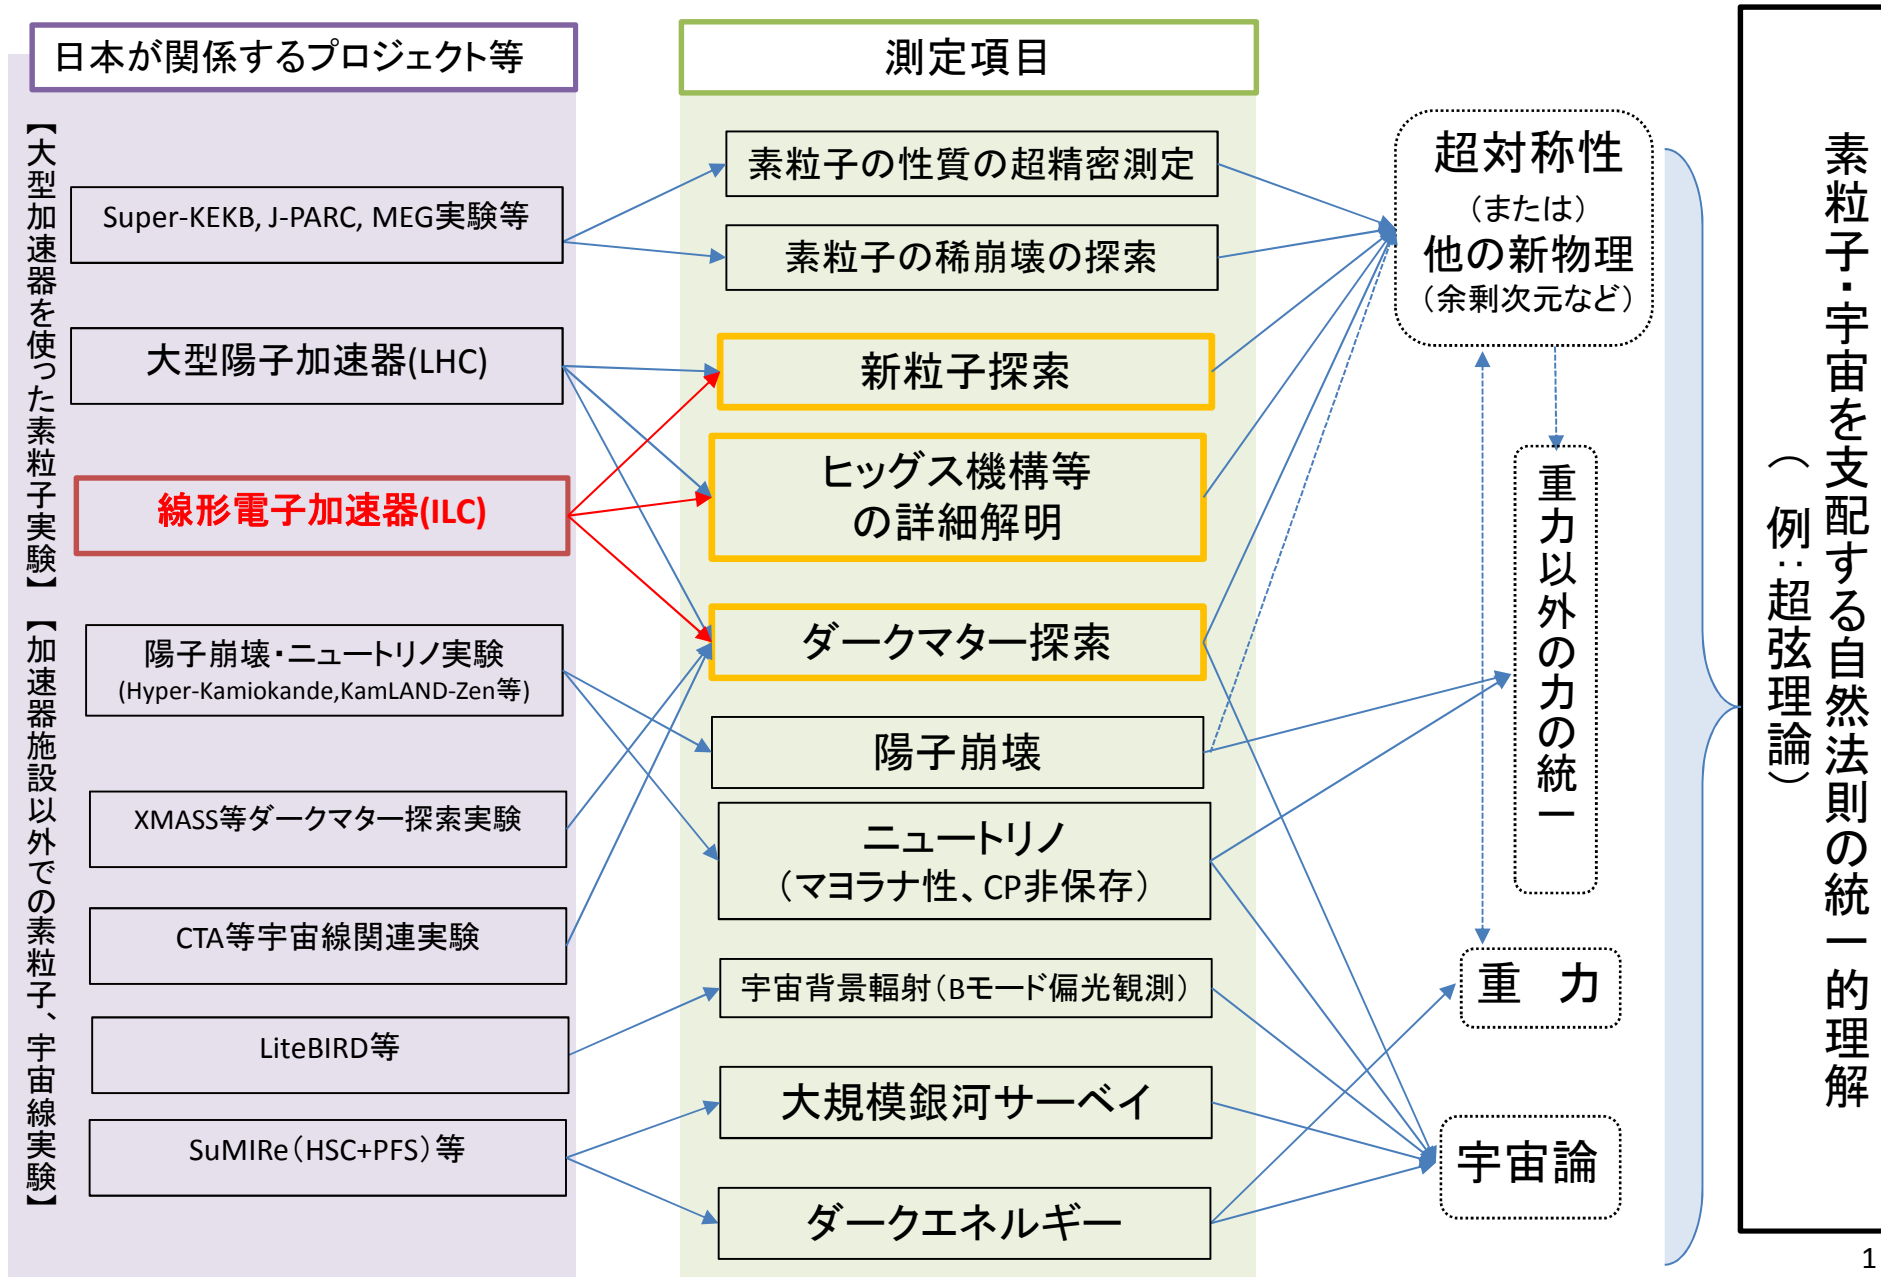 日本が関係するプロジェクト等
【大型加速器を使った素粒子実験】
Super-KEKB, J-PARC, MEG実験等
大型陽子加速器(LHC)
線形電子加速器(ILC)
【加速器施設以外での素粒子、宇宙線実験】
陽子崩壊・ニュートリノ実験
(Hyper-Kamiokande,KamLAND-Zen等)
XMASS等ダークマター探索実験
CTA等宇宙線関連実験
LiteBIRD等
SuMIRe（HSC+PFS）等
測定項目
素粒子の性質の超精密測定
素粒子の稀崩壊の探索
新粒子探索
ヒッグス機構等
の詳細解明
ダークマター探索
陽子崩壊
ニュートリノ
（マヨラナ性、CP非保存）
宇宙背景輻射（Bモード偏光観測）
大規模銀河サーベイ
ダークエネルギー
超対称性
（または）
他の新物理
（余剰次元など）
重力以外の力の統一
重　力
宇宙論
素粒子・宇宙を支配する自然法則の統一的理解
（例：超弦理論）
1